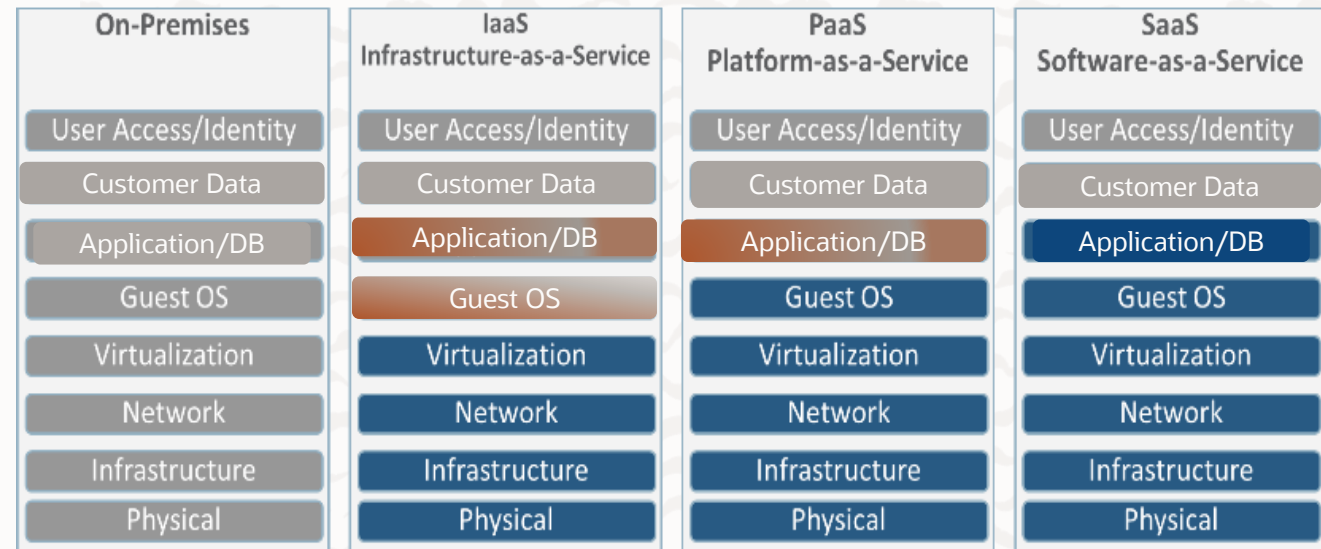 On-Premises
User Access/Identity
Customer Data
Application/DB
Guest OS
Virtualization
Network
Infrastructure
Physical
IaaS
Infrastructure-as-a-Service
User Access/Identity
Customer Data
Application/DB
Guest OS
Virtualization
Network
Infrastructure
Physical
PaaS
Platform-as-a-Service
User Access/Identity
Customer Data
Application/DB
Guest OS
Virtualization
Network
Infrastructure
Physical
SaaS
Software-as-a-Service
User Access/Identity
Customer Data
Application/DB
Guest OS
Virtualization
Network
Infrastructure
Physical